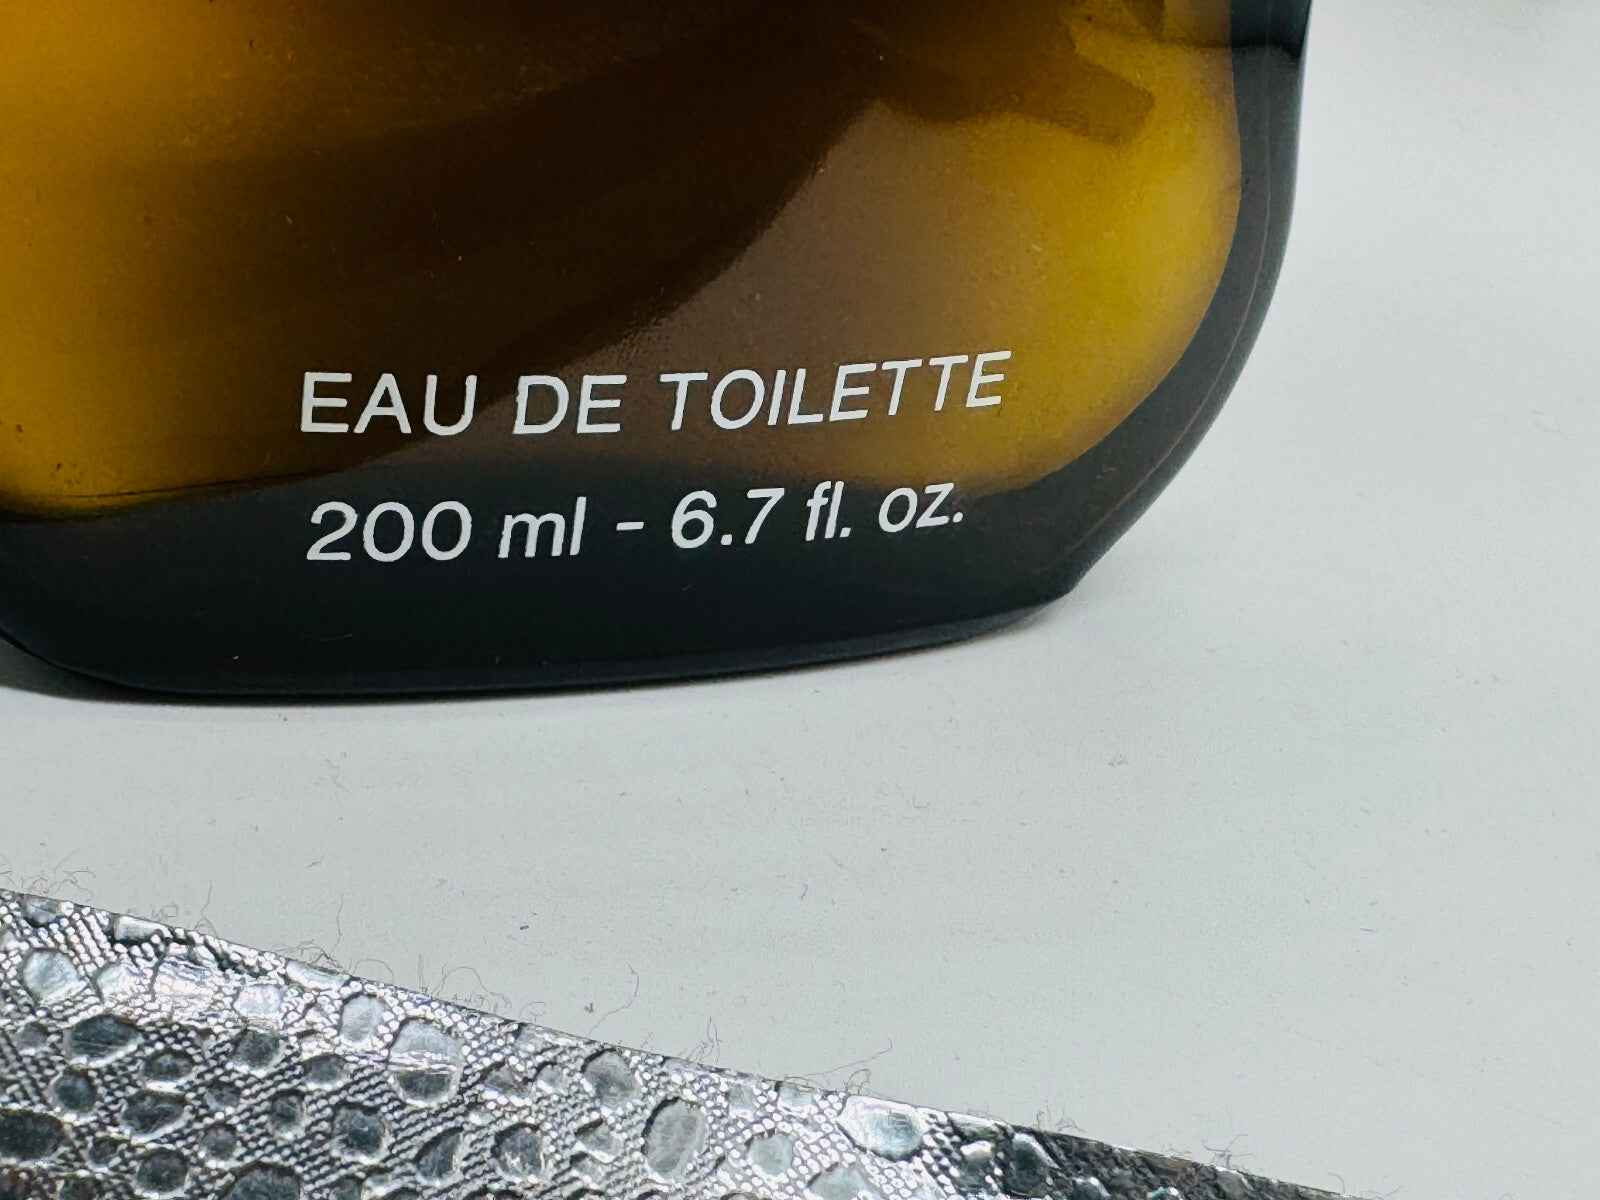 EAU DE TOILETTE
200 ml - 6.7 fl. oz.